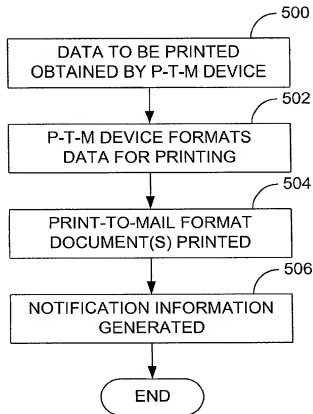 500
DATA TO BE PRINTED
OBTAINED BY P-T-M DEVICE
502
P-T-M DEVICE FORMATS
DATA FOR PRINTING
504
PRINT-TO-MAIL FORMAT
DOCUMENT(S) PRINTED
506
NOTIFICATION INFORMATION
GENERATED
END